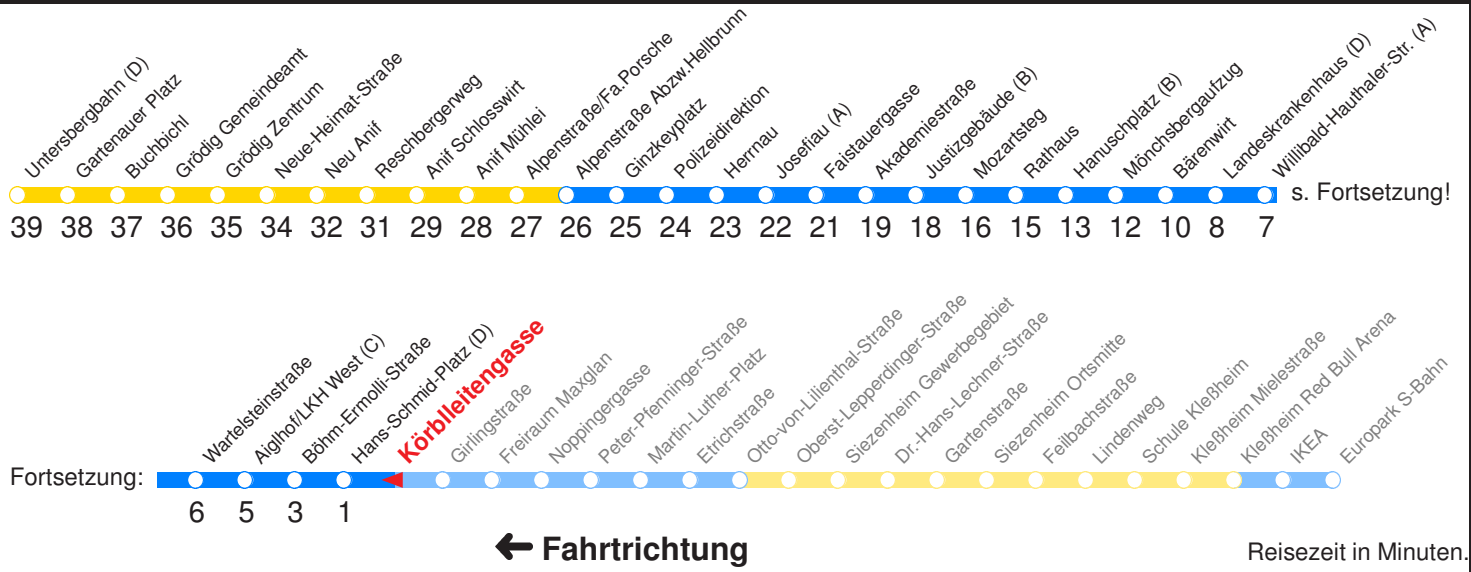 Untersbergbahn (D)
Gartenauer Platz
Buchbichl
Grödig Gemeindeamt
Grödig Zentrum
Neue-Heimat-Straße
Neu Anif
Reschbergerweg
Anif Schlosswirt
Anif Mühlei
Alpenstraße/Fa.Porsche
Alpenstraße Abzw.Hellbrunn
Ginzkeyplatz
Polizeidirektion
Herrnau
Josefiau (A)
Faistauergasse
Akademiestraße
Justizgebäude (B)
Mozartsteg
Rathaus
Hanuschplatz (B)
Mönchsbergaufzug
Bärenwirt
Landeskrankenhaus (D)
Willibald-Hauthaler-Str. (A)
s. Fortsetzung!
39 38 37 36 35 34 32 31 29 28 27 26 25 24 23 22 21 19 18 16 15 13 12 10 8 7
Fortsetzung:
Wartelsteinstraße
Aiglhof/LKH West (C)
Böhm-Ermolli-Straße
Hans-Schmid-Platz (D)
Körblleitengasse
Girlingstraße
Freiraum Maxglan
Noppingergasse
Peter-Pfenninger-Straße
Martin-Luther-Platz
Etrichstraße
Otto-von-Lilienthal-Straße
Oberst-Lepperdinger-Straße
Siezenheim Gewerbegebiet
Dr.-Hans-Lechner-Straße
Gartenstraße
Siezenheim Ortsmitte
Feilbachstraße
Lindenweg
Schule Kleßheim
Kleßheim Mielestraße
Kleßheim Red Bull Arena
IKEA
Europark S-Bahn
6 5 3 1
Fahrtrichtung
Reisezeit in Minuten.